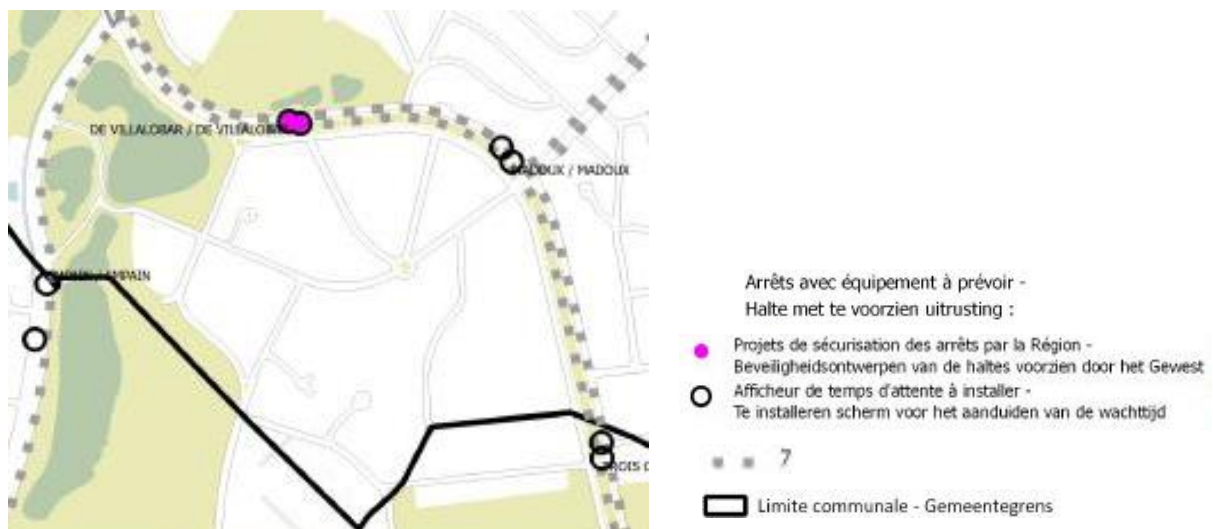 DE VILLALOBAR / DE
MADOUX / MADOUX
TROIS
Arrêts avec équipement à prévoir -
Halte met te voorzien uitrusting :
Projets de sécurisation des arrêts par la Région -
Beveiligheidsontwerpen van de haltes voorzien door het Gewest
Afficheur de temps d'attente à installer -
Te installeren scherm voor het aanduiden van de wachttijd
7
Limite communale - Gemeentegrens